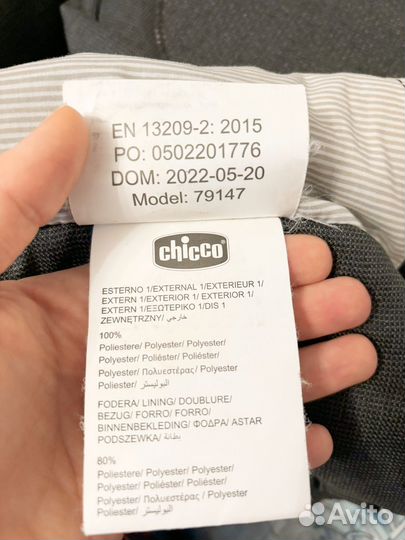 EN 13209-2: 2015
PO: 0502201776
DOM: 2022-05-20
Model: 79147
chicco
ESTERNO 1/EXTERNAL 1/EXTERIEUR 1/
EXTERN 1/EXTERIOR 1/ EXTERIOR 1/
EXTERN 1/ΕΞΩΤΕΡΙΚΟ 1/DIS 1
ZEWNĘTRZNY/ خارجي
100%
Poliestere/ Polyester/ Polyester/
Polyester/ Poliéster/ Poliéster/
Polyester/ Πολυεστέρας/ Polyester
Poliester/ البوليستر
FODERA/ LINING/ DOUBLURE/
BEZUG/ FORRO/ FORRO/
BINNENBEKLEDING/ ΦΟΔΡΑ/ ASTAR
PODSZEWKA/ بطانة
80%
Poliestere/ Polyester/ Polyester/
Polyester/ Poliéster/ Poliéster/
Polyester/ Πολυεστέρας/ Polyester
Poliester/ البوليستر
Avito